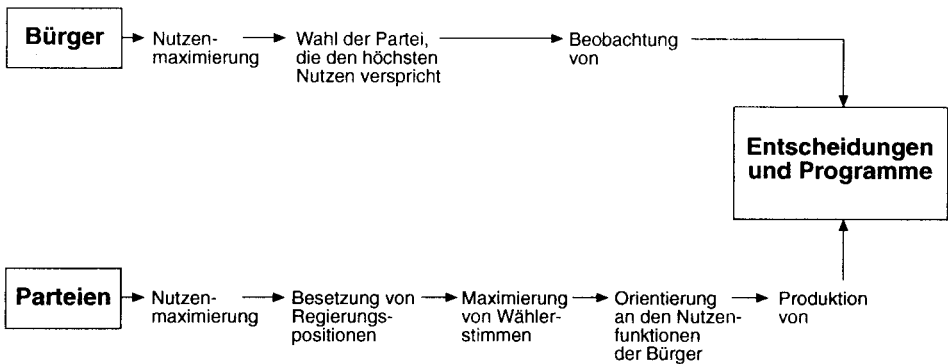 Bürger
Nutzen-
maximierung
Wahl der Partei,
die den höchsten
Nutzen verspricht
Beobachtung
von
Entscheidungen
und Programme
Parteien
Nutzen-
maximierung
Besetzung von
Regierungs-
positionen
Maximierung
von Wähler-
stimmen
Orientierung
an den Nutzen-
funktionen
der Bürger
Produktion
von